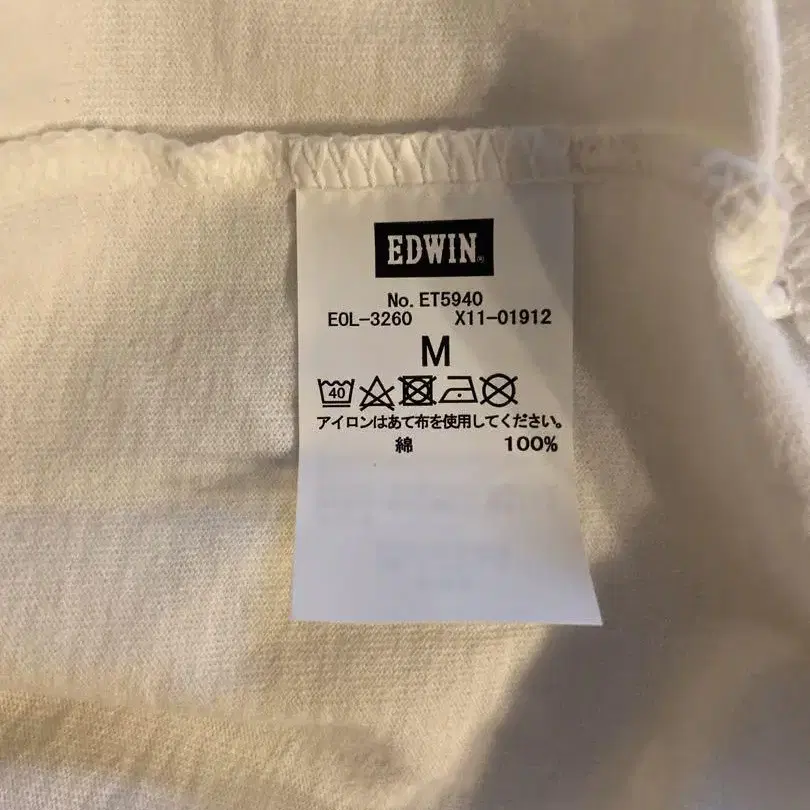 EDWIN®
No. ET5940
EOL-3260 X11-01912
M
40
アイロンはあて布を使用してください。
綿 100%